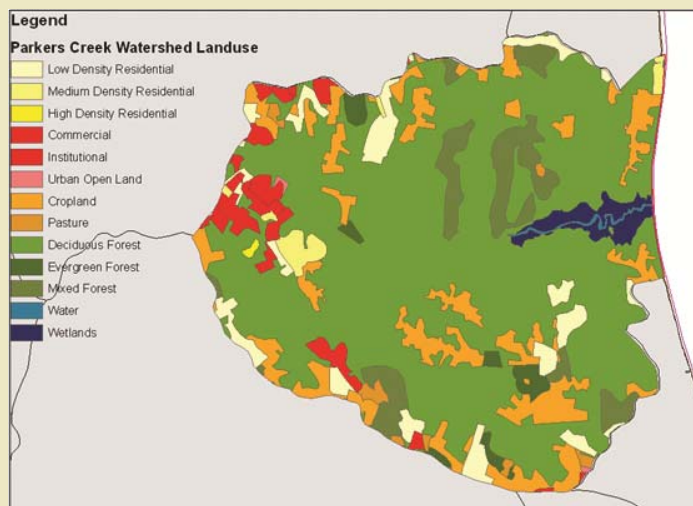 Legend
Parkers Creek Watershed Landuse
Low Density Residential
Medium Density Residential
High Density Residential
Commercial
Institutional
Urban Open Land
Cropland
Pasture
Deciduous Forest
Evergreen Forest
Mixed Forest
Water
Wetlands